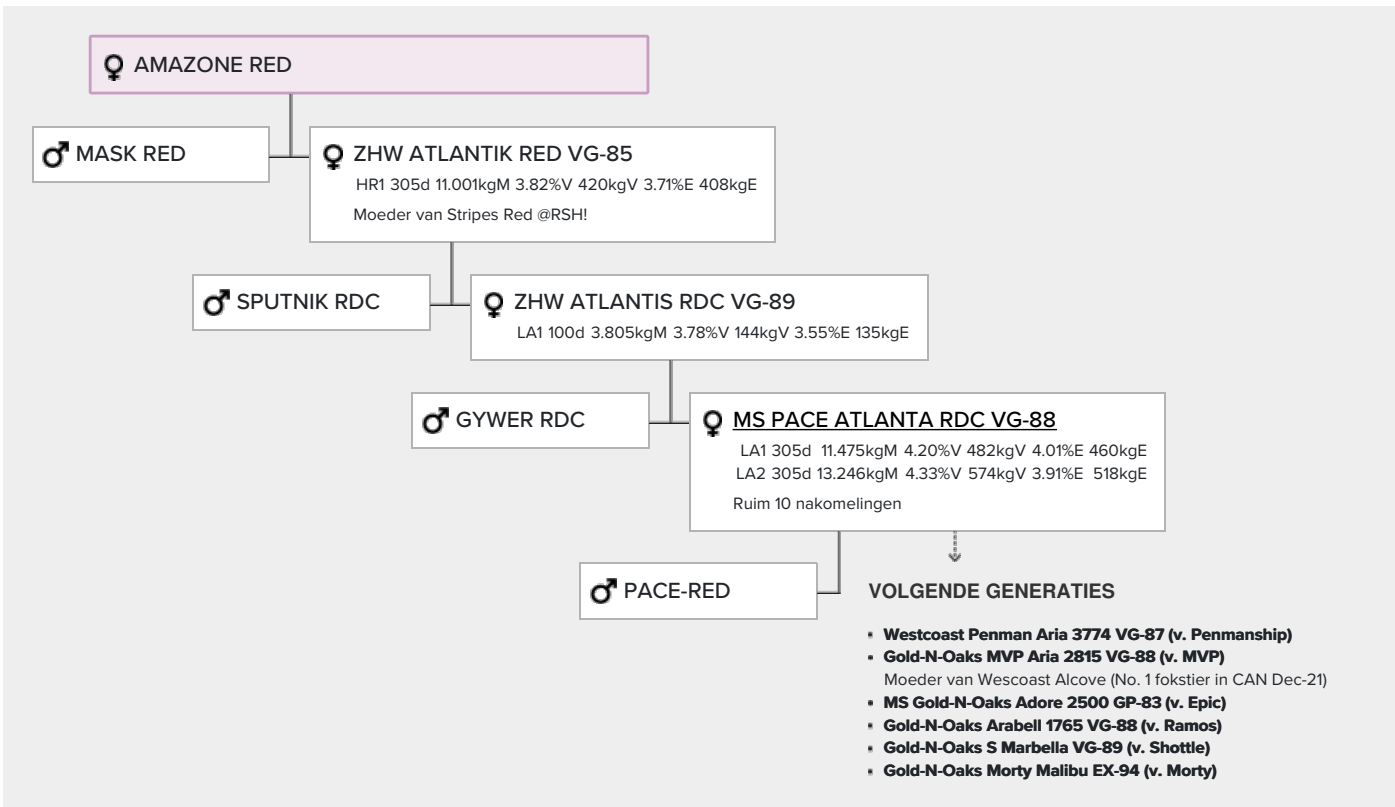 AMAZONE RED
MASK RED
ZHW ATLANTIK RED VG-85
HR1 305d 11.001kgM 3.82%V 420kgV 3.71%E 408kgE
Moeder van Stripes Red @RSH!
SPUTNIK RDC
ZHW ATLANTIS RDC VG-89
LA1 100d 3.805kgM 3.78%V 144kgV 3.55%E 135kgE
GYWER RDC
MS PACE ATLANTA RDC VG-88
LA1 305d 11.475kgM 4.20%V 482kgV 4.01%E 460kgE
LA2 305d 13.246kgM 4.33%V 574kgV 3.91%E 518kgE
Ruim 10 nakomelingen
PACE-RED
VOLGENDE GENERATIES
• Westcoast Penman Aria 3774 VG-87 (v. Penmanship)
• Gold-N-Oaks MVP Aria 2815 VG-88 (v. MVP)
Moeder van Wescoast Alcove (No. 1 fokstier in CAN Dec-21)
• MS Gold-N-Oaks Adore 2500 GP-83 (v. Epic)
• Gold-N-Oaks Arabell 1765 VG-88 (v. Ramos)
• Gold-N-Oaks S Marbella VG-89 (v. Shottle)
• Gold-N-Oaks Morty Malibu EX-94 (v. Morty)